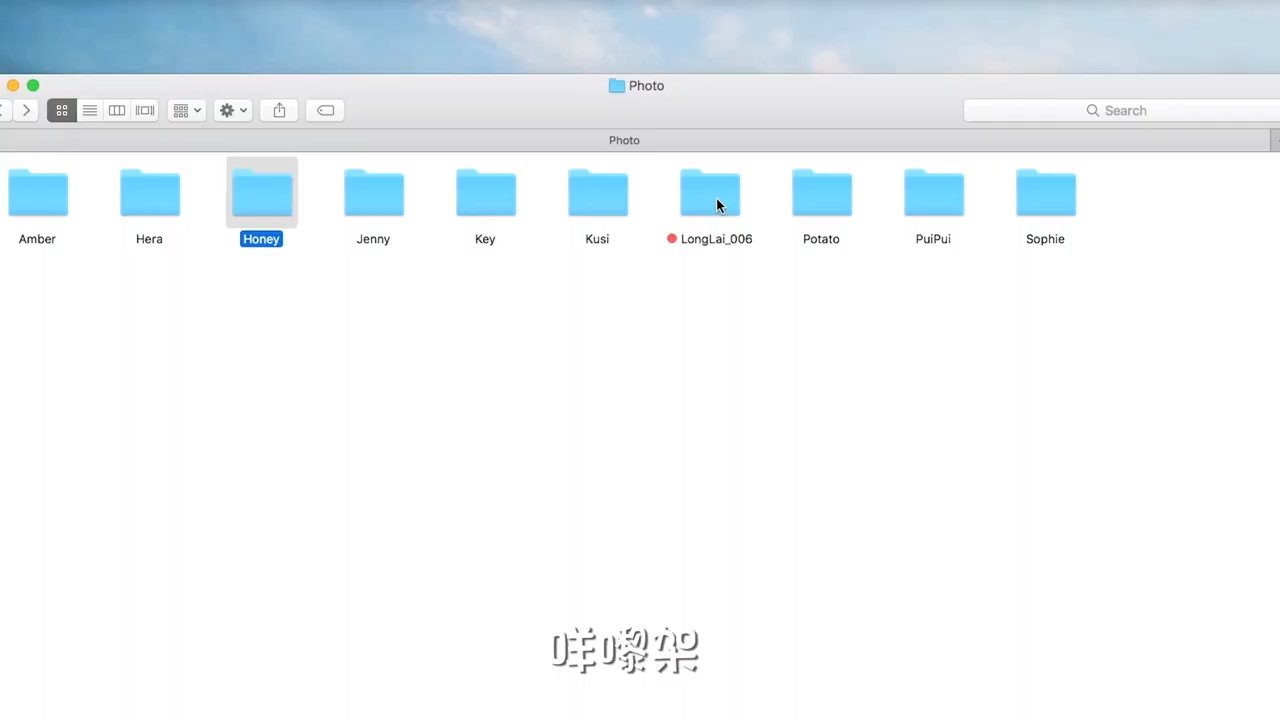 Photo
Search
Photo
Amber
Hera
Honey
Jenny
Key
Kusi
LongLai_006
Potato
PuiPui
Sophie
咩嚟架